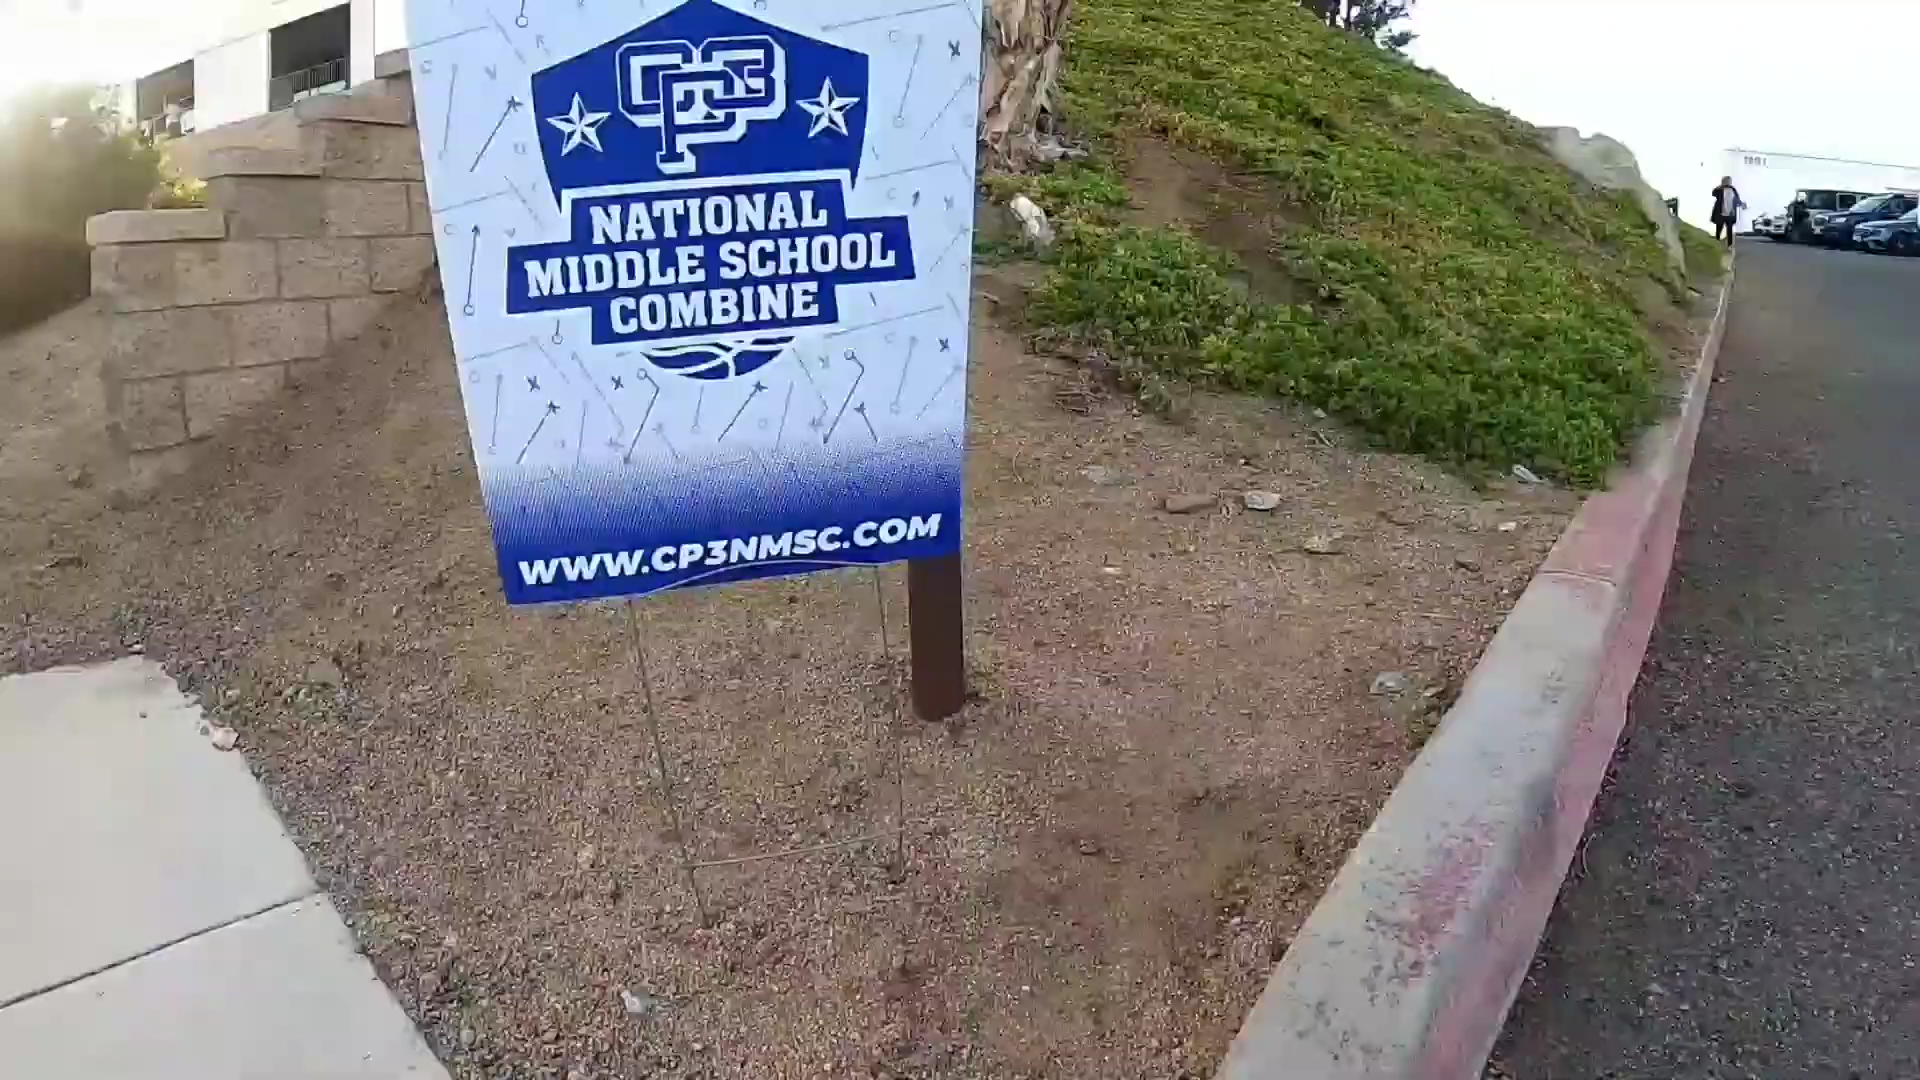 CP3
NATIONAL
MIDDLE SCHOOL
COMBINE
WWW.CP3NMSC.COM